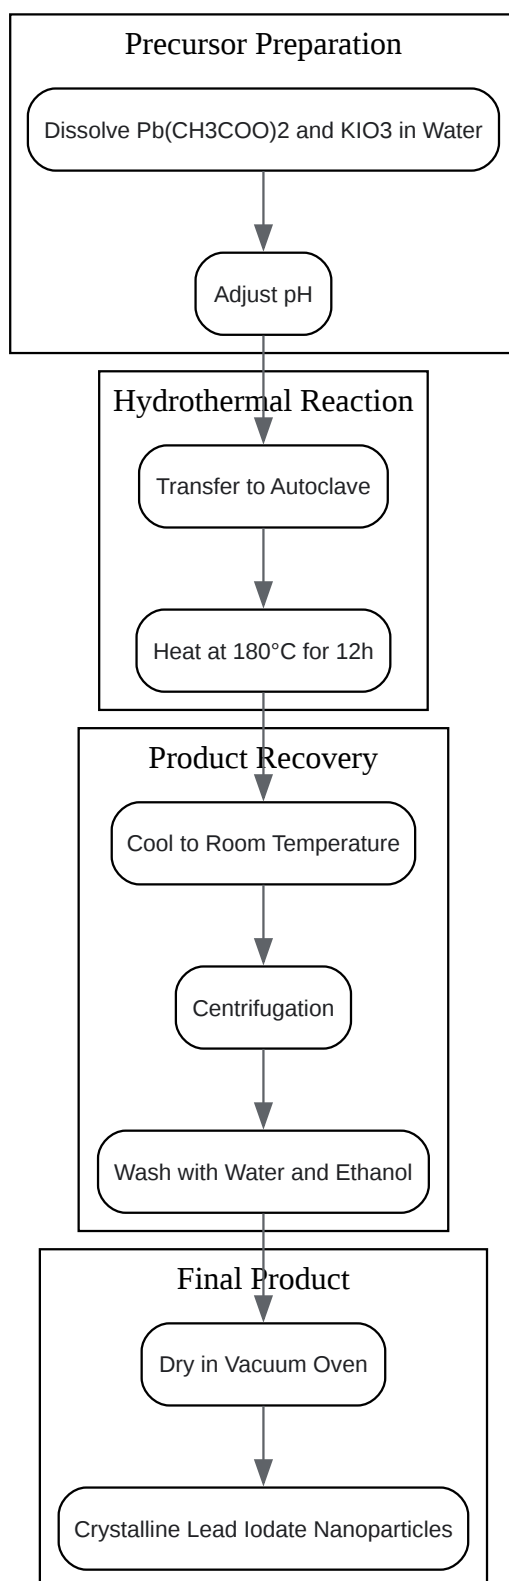 Precursor Preparation
Dissolve Pb(CH3COO)2 and KIO3 in Water
Adjust pH
Hydrothermal Reaction
Transfer to Autoclave
Heat at 180°C for 12h
Product Recovery
Cool to Room Temperature
Centrifugation
Wash with Water and Ethanol
Final Product
Dry in Vacuum Oven
Crystalline Lead Iodate Nanoparticles